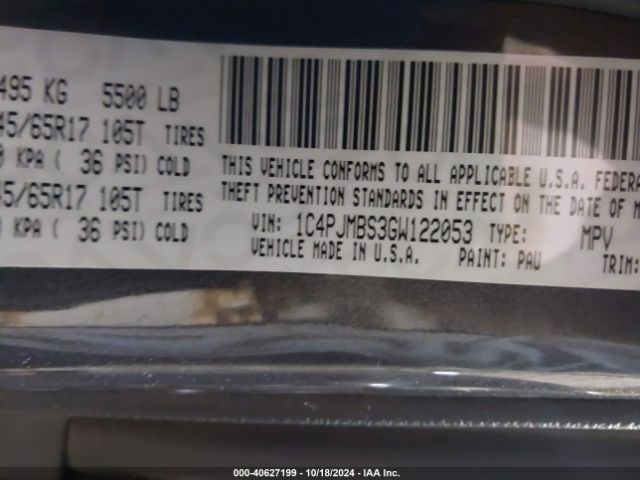 495 KG 5500 LB
45/65R17 105T TIRES
0 KPA ( 36 PSI) COLD
45/65R17 105T TIRES
0 KPA ( 36 PSI) COLD
THIS VEHICLE CONFORMS TO ALL APPLICABLE U.S.A. FEDERA
THEFT PREVENTION STANDARDS IN EFFECT ON THE DATE OF M
VIN: 1C4PJMBS3GW122053 TYPE: MPV
VEHICLE MADE IN U.S.A. PAINT: PAU TRIM:
000-40627199 - 10/18/2024 - IAA Inc.